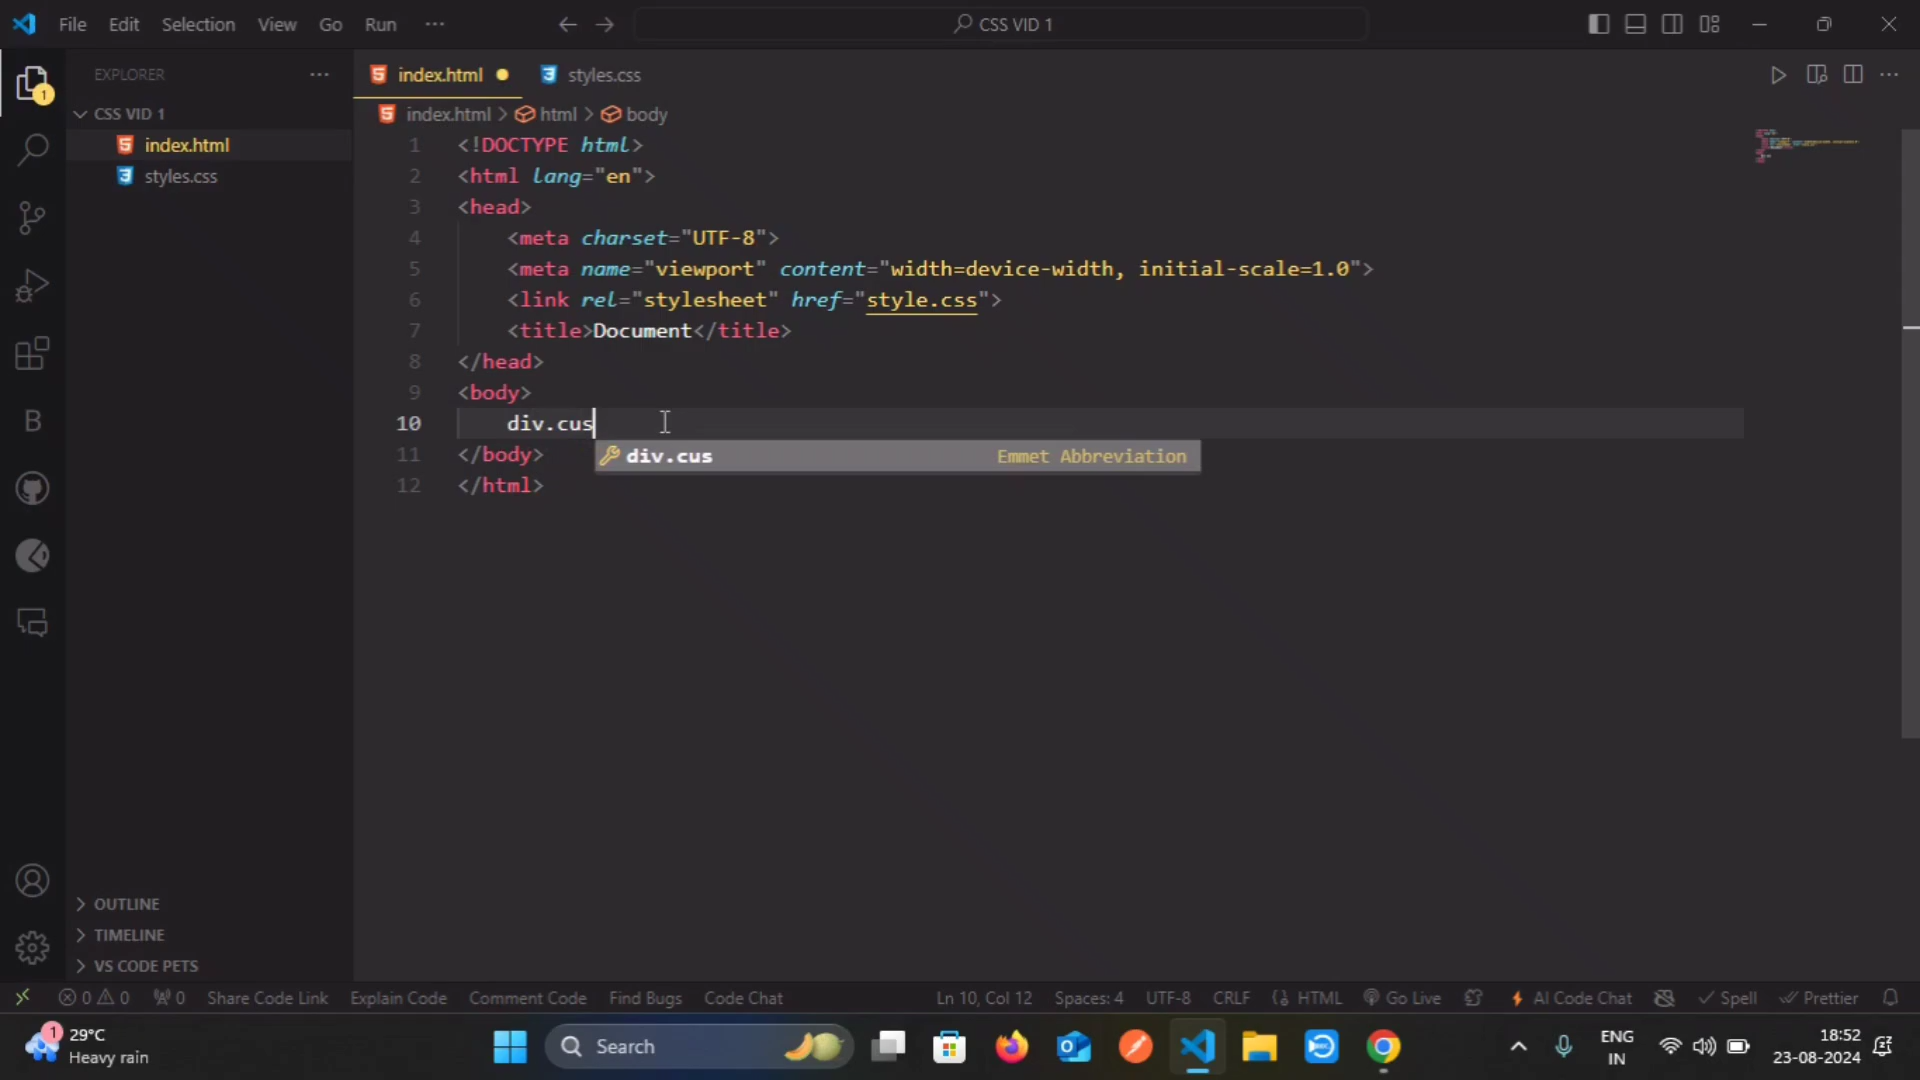 File Edit Selection View Go Run ··· CSS VID 1
EXPLORER ···
1
CSS VID 1
index.html
styles.css
index.html styles.css ···
index.html > html > body
1 <!DOCTYPE html>
2 <html lang="en">
3 <head>
4 <meta charset="UTF-8">
5 <meta name="viewport" content="width=device-width, initial-scale=1.0">
6 <link rel="stylesheet" href="style.css">
7 <title>Document</title>
8 </head>
9 <body>
10 div.cus
div.cus Emmet Abbreviation
11 </body>
12 </html>
B
OUTLINE
TIMELINE
VS CODE PETS
0 0 0 Share Code Link Explain Code Comment Code Find Bugs Code Chat Ln 10, Col 12 Spaces: 4 UTF-8 CRLF {} HTML Go Live AI Code Chat Spell Prettier
1 29°C
Heavy rain
Search
ENG
IN
18:52
23-08-2024